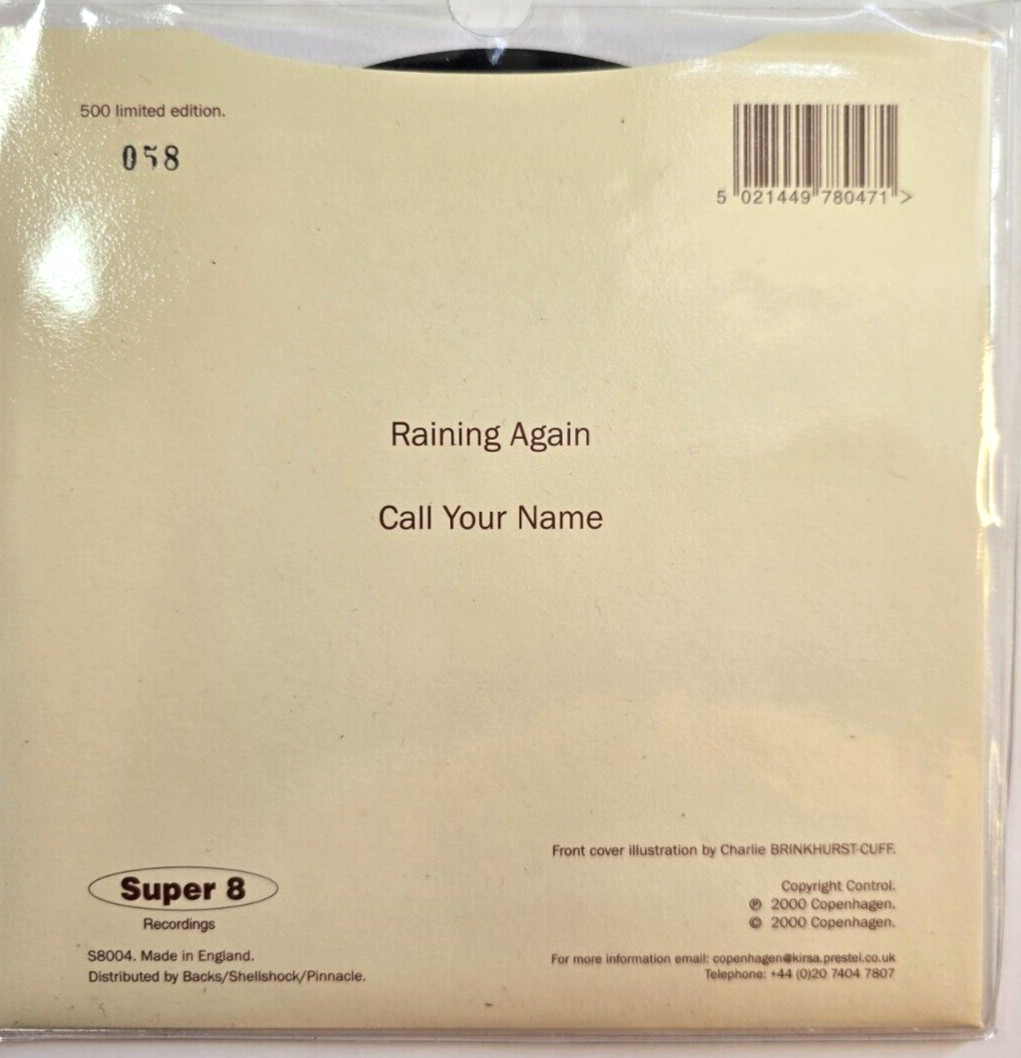 500 limited edition.
058
5 021449 780471 >
Raining Again
Call Your Name
Front cover illustration by Charlie BRINKHURST-CUFF.
Super 8
Recordings
S8004. Made in England.
Distributed by Backs/Shellshock/Pinnacle.
Copyright Control.
℗ 2000 Copenhagen.
© 2000 Copenhagen.
For more information email: copenhagen@kirsa.prestel.co.uk
Telephone: +44 (0)20 7404 7807